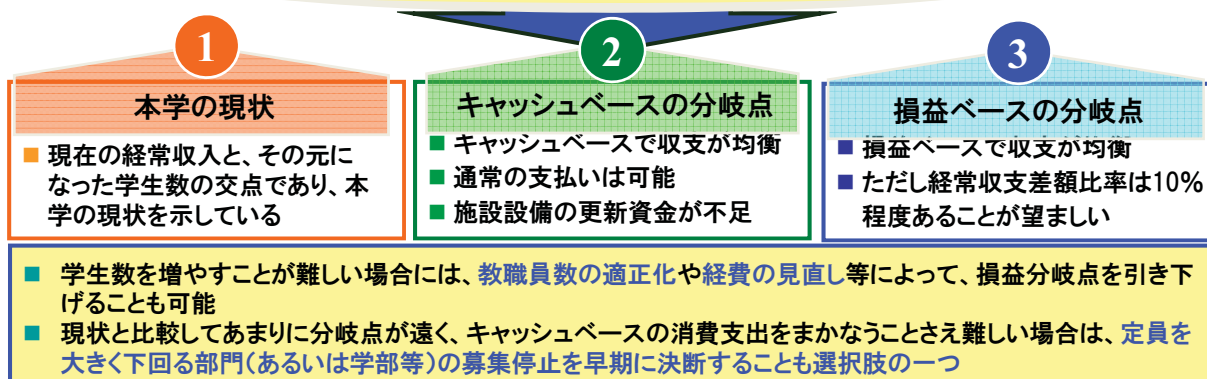 1
本学の現状
■ 現在の経常収入と、その元に
なった学生数の交点であり、本
学の現状を示している
2
キャッシュベースの分岐点
■ キャッシュベースで収支が均衡
■ 通常の支払いは可能
■ 施設設備の更新資金が不足
3
損益ベースの分岐点
■ 損益ベースで収支が均衡
■ ただし経常収支差額比率は10%
程度あることが望ましい
■ 学生数を増やすことが難しい場合には、教職員数の適正化や経費の見直し等によって、損益分岐点を引き下
げることも可能
■ 現状と比較してあまりに分岐点が遠く、キャッシュベースの消費支出をまかなうことさえ難しい場合は、定員を
大きく下回る部門(あるいは学部等)の募集停止を早期に決断することも選択肢の一つ